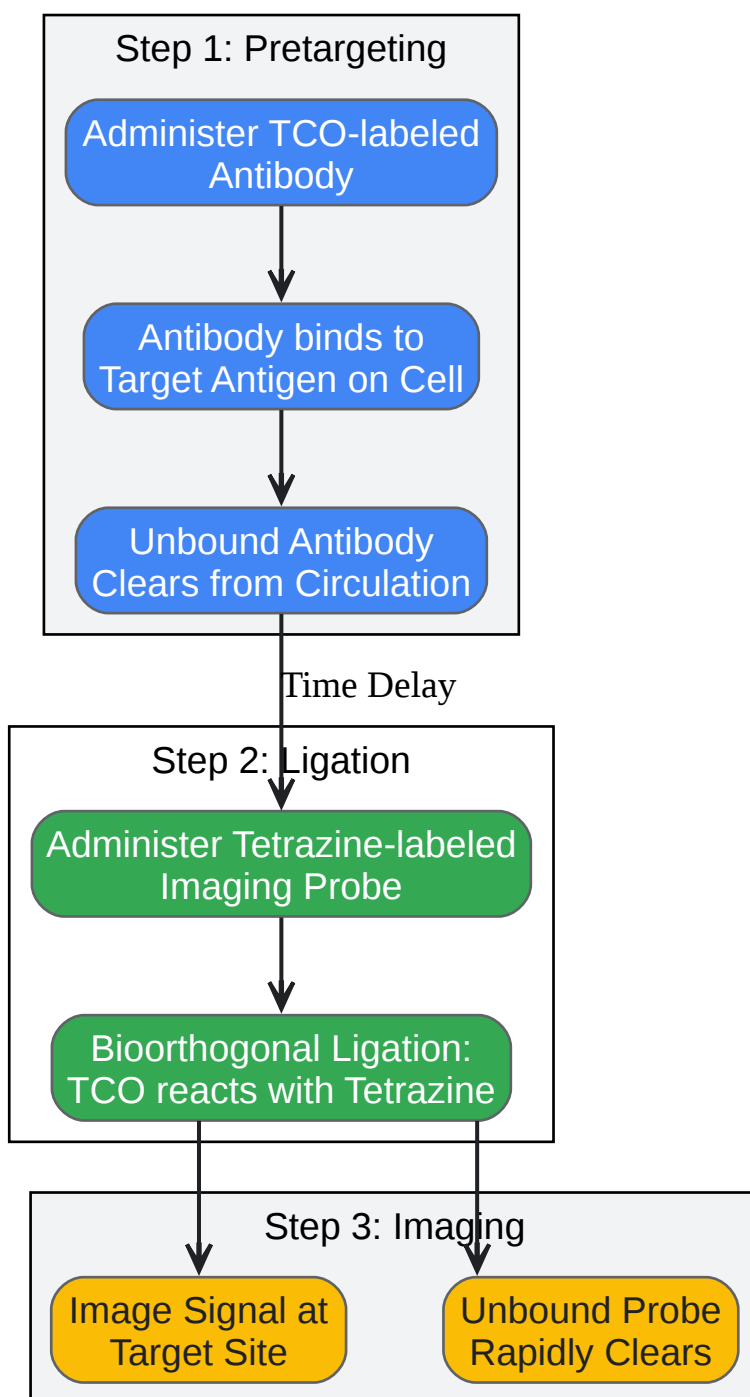 Step 1: Pretargeting
Administer TCO-labeled
Antibody
Antibody binds to
Target Antigen on Cell
Unbound Antibody
Clears from Circulation
Time Delay
Step 2: Ligation
Administer Tetrazine-labeled
Imaging Probe
Bioorthogonal Ligation:
TCO reacts with Tetrazine
Step 3: Imaging
Image Signal at
Target Site
Unbound Probe
Rapidly Clears